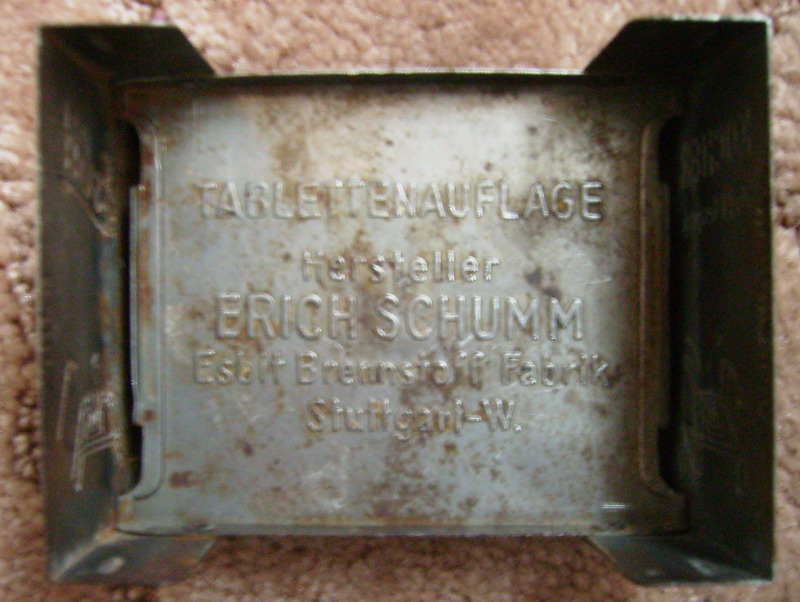 TABLETTENAUFLAGE
Hersteller
ERICH SCHUMM
Esbit Brennstoff Fabrik
Stuttgart-W.